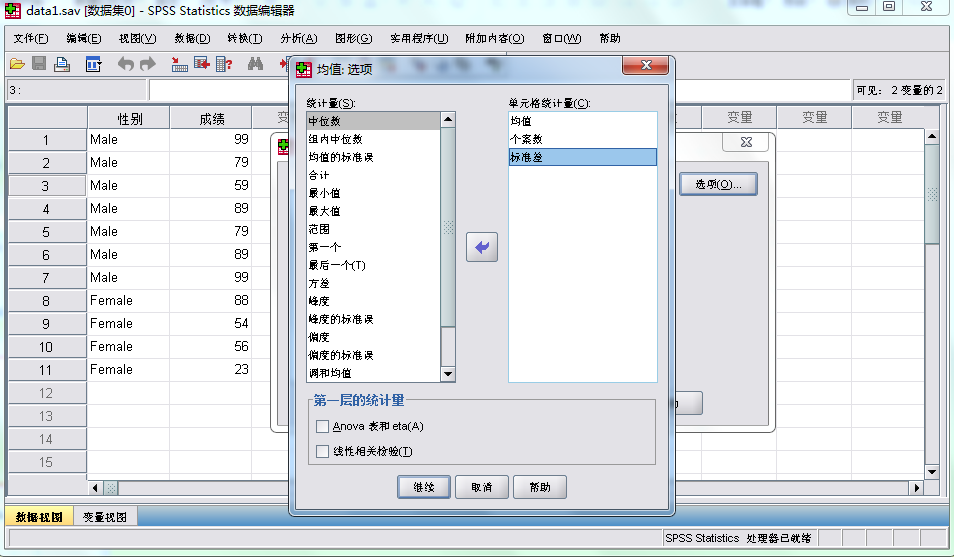 data1.sav [数据集0] - SPSS Statistics 数据编辑器
文件(F) 编辑(E) 视图(V) 数据(D) 转换(T) 分析(A) 图形(G) 实用程序(U) 附加内容(O) 窗口(W) 帮助
3 :
可见： 2 变量的 2
性别 成绩 变量 变量 变量
1 Male 99
2 Male 79
3 Male 59
4 Male 89
5 Male 79
6 Male 89
7 Male 99
8 Female 88
9 Female 54
10 Female 56
11 Female 23
12
13
14
15
选项(O)...
均值: 选项
统计量(S):
中位数
组内中位数
均值的标准误
合计
最小值
最大值
范围
第一个
最后一个(T)
方差
峰度
峰度的标准误
偏度
偏度的标准误
调和均值
单元格统计量(C):
均值
个案数
标准差
第一层的统计量
Anova 表和 eta(A)
线性相关检验(T)
继续 取消 帮助
数据视图 变量视图
SPSS Statistics 处理器已就绪